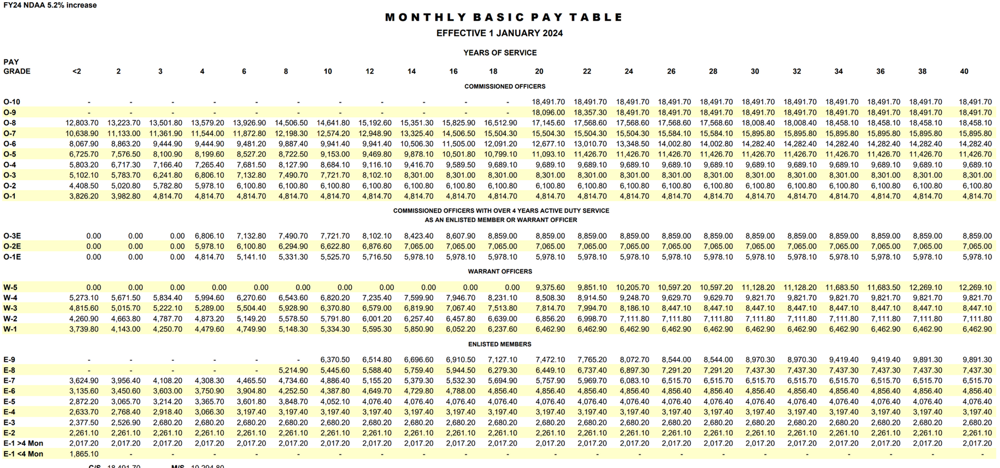 FY24 NDAA 5.2% increase
MONTHLY BASIC PAY TABLE
EFFECTIVE 1 JANUARY 2024
YEARS OF SERVICE
PAY
GRADE <2 2 3 4 6 8 10 12 14 16 18 20 22 24 26 28 30 32 34 36 38 40
COMMISSIONED OFFICERS
O-10 - - - - - - - - - - - 18,491.70 18,491.70 18,491.70 18,491.70 18,491.70 18,491.70 18,491.70 18,491.70 18,491.70 18,491.70 18,491.70
O-9 - - - - - - - - - - - 18,096.00 18,357.30 18,491.70 18,491.70 18,491.70 18,491.70 18,491.70 18,491.70 18,491.70 18,491.70 18,491.70
O-8 12,803.70 13,223.70 13,501.80 13,579.20 13,926.90 14,506.50 14,641.80 15,192.60 15,351.30 15,825.90 16,512.90 17,145.60 17,568.60 17,568.60 17,568.60 17,568.60 18,008.40 18,008.40 18,458.10 18,458.10 18,458.10 18,458.10
O-7 10,638.90 11,133.00 11,361.90 11,544.00 11,872.80 12,198.30 12,574.20 12,948.90 13,325.40 14,506.50 15,504.30 15,504.30 15,504.30 15,504.30 15,584.10 15,584.10 15,895.80 15,895.80 15,895.80 15,895.80 15,895.80 15,895.80
O-6 8,067.90 8,863.20 9,444.90 9,444.90 9,481.20 9,887.40 9,941.40 9,941.40 10,506.30 11,505.00 12,091.20 12,677.10 13,010.70 13,348.50 14,002.80 14,002.80 14,282.40 14,282.40 14,282.40 14,282.40 14,282.40 14,282.40
O-5 6,725.70 7,576.50 8,100.90 8,199.60 8,527.20 8,722.50 9,153.00 9,469.80 9,878.10 10,501.80 10,799.10 11,093.10 11,426.70 11,426.70 11,426.70 11,426.70 11,426.70 11,426.70 11,426.70 11,426.70 11,426.70 11,426.70
O-4 5,803.20 6,717.30 7,166.40 7,265.40 7,681.50 8,127.90 8,684.10 9,116.10 9,416.70 9,589.50 9,689.10 9,689.10 9,689.10 9,689.10 9,689.10 9,689.10 9,689.10 9,689.10 9,689.10 9,689.10 9,689.10 9,689.10
O-3 5,102.10 5,783.70 6,241.80 6,806.10 7,132.80 7,490.70 7,721.70 8,102.10 8,301.00 8,301.00 8,301.00 8,301.00 8,301.00 8,301.00 8,301.00 8,301.00 8,301.00 8,301.00 8,301.00 8,301.00 8,301.00 8,301.00
O-2 4,408.50 5,020.80 5,782.80 5,978.10 6,100.80 6,100.80 6,100.80 6,100.80 6,100.80 6,100.80 6,100.80 6,100.80 6,100.80 6,100.80 6,100.80 6,100.80 6,100.80 6,100.80 6,100.80 6,100.80 6,100.80 6,100.80
O-1 3,826.20 3,982.80 4,814.70 4,814.70 4,814.70 4,814.70 4,814.70 4,814.70 4,814.70 4,814.70 4,814.70 4,814.70 4,814.70 4,814.70 4,814.70 4,814.70 4,814.70 4,814.70 4,814.70 4,814.70 4,814.70 4,814.70
COMMISSIONED OFFICERS WITH OVER 4 YEARS ACTIVE DUTY SERVICE
AS AN ENLISTED MEMBER OR WARRANT OFFICER
O-3E 0.00 0.00 0.00 6,806.10 7,132.80 7,490.70 7,721.70 8,102.10 8,423.40 8,607.90 8,859.00 8,859.00 8,859.00 8,859.00 8,859.00 8,859.00 8,859.00 8,859.00 8,859.00 8,859.00 8,859.00 8,859.00
O-2E 0.00 0.00 0.00 5,978.10 6,100.80 6,294.90 6,622.80 6,876.60 7,065.00 7,065.00 7,065.00 7,065.00 7,065.00 7,065.00 7,065.00 7,065.00 7,065.00 7,065.00 7,065.00 7,065.00 7,065.00 7,065.00
O-1E 0.00 0.00 0.00 4,814.70 5,141.10 5,331.30 5,525.70 5,716.50 5,978.10 5,978.10 5,978.10 5,978.10 5,978.10 5,978.10 5,978.10 5,978.10 5,978.10 5,978.10 5,978.10 5,978.10 5,978.10 5,978.10
WARRANT OFFICERS
W-5 0.00 0.00 0.00 0.00 0.00 0.00 0.00 0.00 0.00 0.00 0.00 9,375.60 9,851.10 10,205.70 10,597.20 10,597.20 11,128.20 11,128.20 11,683.50 11,683.50 12,269.10 12,269.10
W-4 5,273.10 5,671.50 5,834.40 5,994.60 6,270.60 6,543.60 6,820.20 7,235.40 7,599.90 7,946.70 8,231.10 8,508.30 8,914.50 9,248.70 9,629.70 9,629.70 9,821.70 9,821.70 9,821.70 9,821.70 9,821.70 9,821.70
W-3 4,815.60 5,015.70 5,222.10 5,289.00 5,504.40 5,928.90 6,370.80 6,579.00 6,819.90 7,067.40 7,513.80 7,814.70 7,994.70 8,186.10 8,447.10 8,447.10 8,447.10 8,447.10 8,447.10 8,447.10 8,447.10 8,447.10
W-2 4,260.90 4,663.80 4,787.70 4,873.20 5,149.20 5,578.50 5,791.80 6,001.20 6,257.40 6,457.80 6,639.00 6,856.20 6,998.70 7,111.80 7,111.80 7,111.80 7,111.80 7,111.80 7,111.80 7,111.80 7,111.80 7,111.80
W-1 3,739.80 4,143.00 4,250.70 4,479.60 4,749.90 5,148.30 5,334.30 5,595.30 5,850.90 6,052.20 6,237.60 6,462.90 6,462.90 6,462.90 6,462.90 6,462.90 6,462.90 6,462.90 6,462.90 6,462.90 6,462.90 6,462.90
ENLISTED MEMBERS
E-9 - - - - - - 6,370.50 6,514.80 6,696.60 6,910.50 7,127.10 7,472.10 7,765.20 8,072.70 8,544.00 8,544.00 8,970.30 8,970.30 9,419.40 9,419.40 9,891.30 9,891.30
E-8 - - - - - 5,214.90 5,445.60 5,588.40 5,759.40 5,944.50 6,279.30 6,449.10 6,737.40 6,897.30 7,291.20 7,291.20 7,437.30 7,437.30 7,437.30 7,437.30 7,437.30 7,437.30
E-7 3,624.90 3,956.40 4,108.20 4,308.30 4,465.50 4,734.60 4,886.40 5,155.20 5,379.30 5,532.30 5,694.90 5,757.90 5,969.70 6,083.10 6,515.70 6,515.70 6,515.70 6,515.70 6,515.70 6,515.70 6,515.70 6,515.70
E-6 3,135.60 3,450.60 3,603.00 3,750.90 3,904.80 4,252.50 4,387.80 4,649.70 4,729.80 4,788.00 4,856.40 4,856.40 4,856.40 4,856.40 4,856.40 4,856.40 4,856.40 4,856.40 4,856.40 4,856.40 4,856.40 4,856.40
E-5 2,872.20 3,065.70 3,214.20 3,365.70 3,601.80 3,848.70 4,052.10 4,076.40 4,076.40 4,076.40 4,076.40 4,076.40 4,076.40 4,076.40 4,076.40 4,076.40 4,076.40 4,076.40 4,076.40 4,076.40 4,076.40 4,076.40
E-4 2,633.70 2,768.40 2,918.40 3,066.30 3,197.40 3,197.40 3,197.40 3,197.40 3,197.40 3,197.40 3,197.40 3,197.40 3,197.40 3,197.40 3,197.40 3,197.40 3,197.40 3,197.40 3,197.40 3,197.40 3,197.40 3,197.40
E-3 2,377.50 2,526.90 2,680.20 2,680.20 2,680.20 2,680.20 2,680.20 2,680.20 2,680.20 2,680.20 2,680.20 2,680.20 2,680.20 2,680.20 2,680.20 2,680.20 2,680.20 2,680.20 2,680.20 2,680.20 2,680.20 2,680.20
E-2 2,261.10 2,261.10 2,261.10 2,261.10 2,261.10 2,261.10 2,261.10 2,261.10 2,261.10 2,261.10 2,261.10 2,261.10 2,261.10 2,261.10 2,261.10 2,261.10 2,261.10 2,261.10 2,261.10 2,261.10 2,261.10 2,261.10
E-1 >4 Mon 2,017.20 2,017.20 2,017.20 2,017.20 2,017.20 2,017.20 2,017.20 2,017.20 2,017.20 2,017.20 2,017.20 2,017.20 2,017.20 2,017.20 2,017.20 2,017.20 2,017.20 2,017.20 2,017.20 2,017.20 2,017.20 2,017.20
E-1 <4 Mon 1,865.10 - - - - - - - - - - - - - - - - - - - - -
C/S 18,491.70 M/S 10,294.80